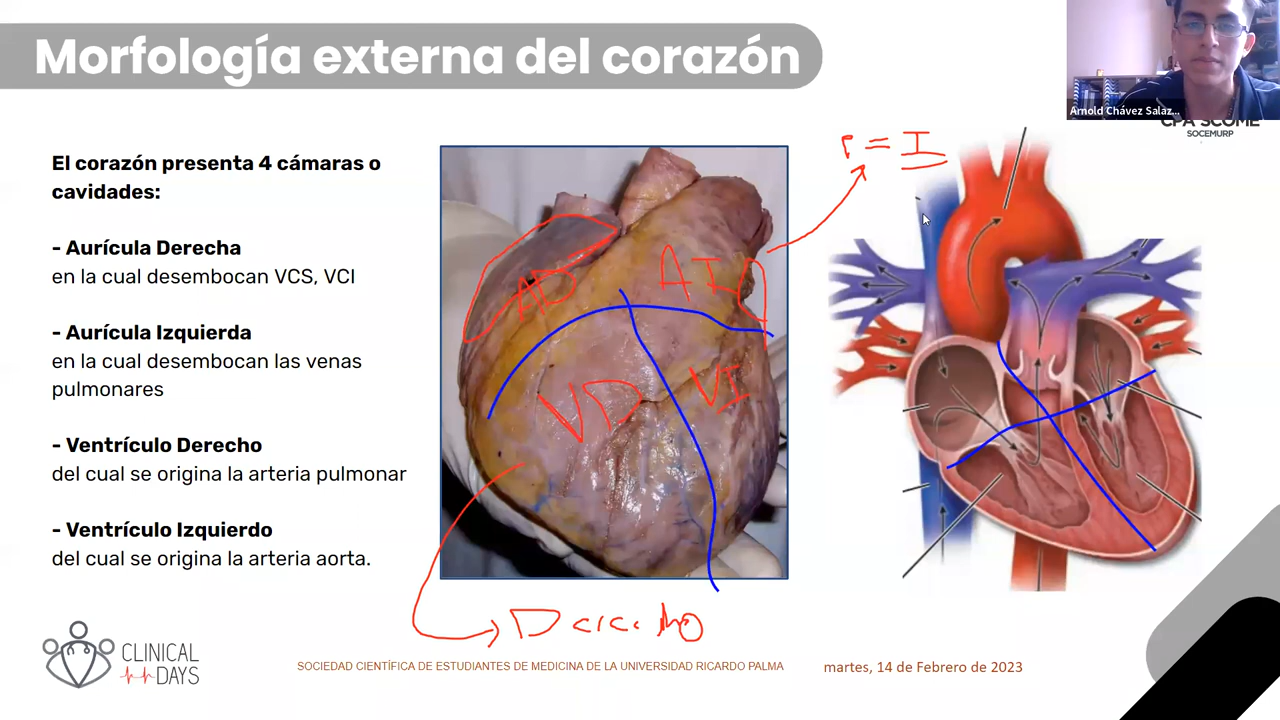 Morfología externa del corazón
Arnold Chávez Salaz...
CPA SCOME
SOCEMURP
El corazón presenta 4 cámaras o
cavidades:
- Aurícula Derecha
en la cual desembocan VCS, VCI
- Aurícula Izquierda
en la cual desembocan las venas
pulmonares
- Ventrículo Derecho
del cual se origina la arteria pulmonar
- Ventrículo Izquierdo
del cual se origina la arteria aorta.
AD
AI
VD
VI
= I
CLINICAL
DAYS
SOCIEDAD CIENTÍFICA DE ESTUDIANTES DE MEDICINA DE LA UNIVERSIDAD RICARDO PALMA
martes, 14 de Febrero de 2023